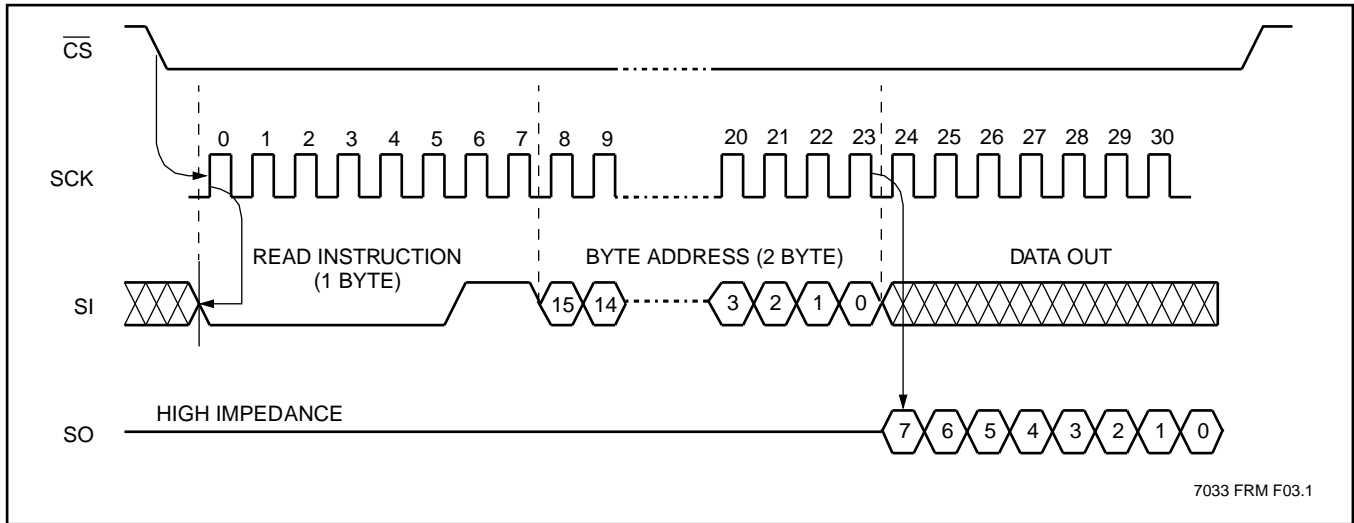 CS
0 1 2 3 4 5 6 7 8 9 20 21 22 23 24 25 26 27 28 29 30
SCK
READ INSTRUCTION
(1 BYTE)
BYTE ADDRESS (2 BYTE)
DATA OUT
SI
15 14 3 2 1 0
HIGH IMPEDANCE
SO
7 6 5 4 3 2 1 0
7033 FRM F03.1